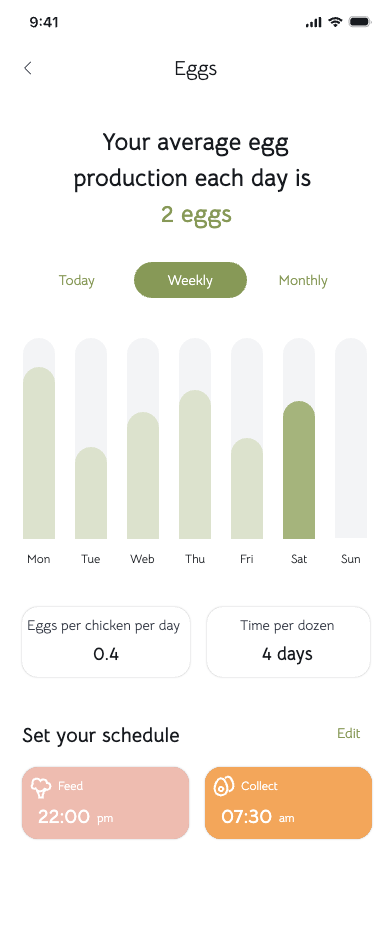 9:41
Eggs
Your average egg
production each day is
2 eggs
Today Weekly Monthly
Mon Tue Web Thu Fri Sat Sun
Eggs per chicken per day
0.4
Time per dozen
4 days
Set your schedule Edit
Feed
22:00 pm
Collect
07:30 am